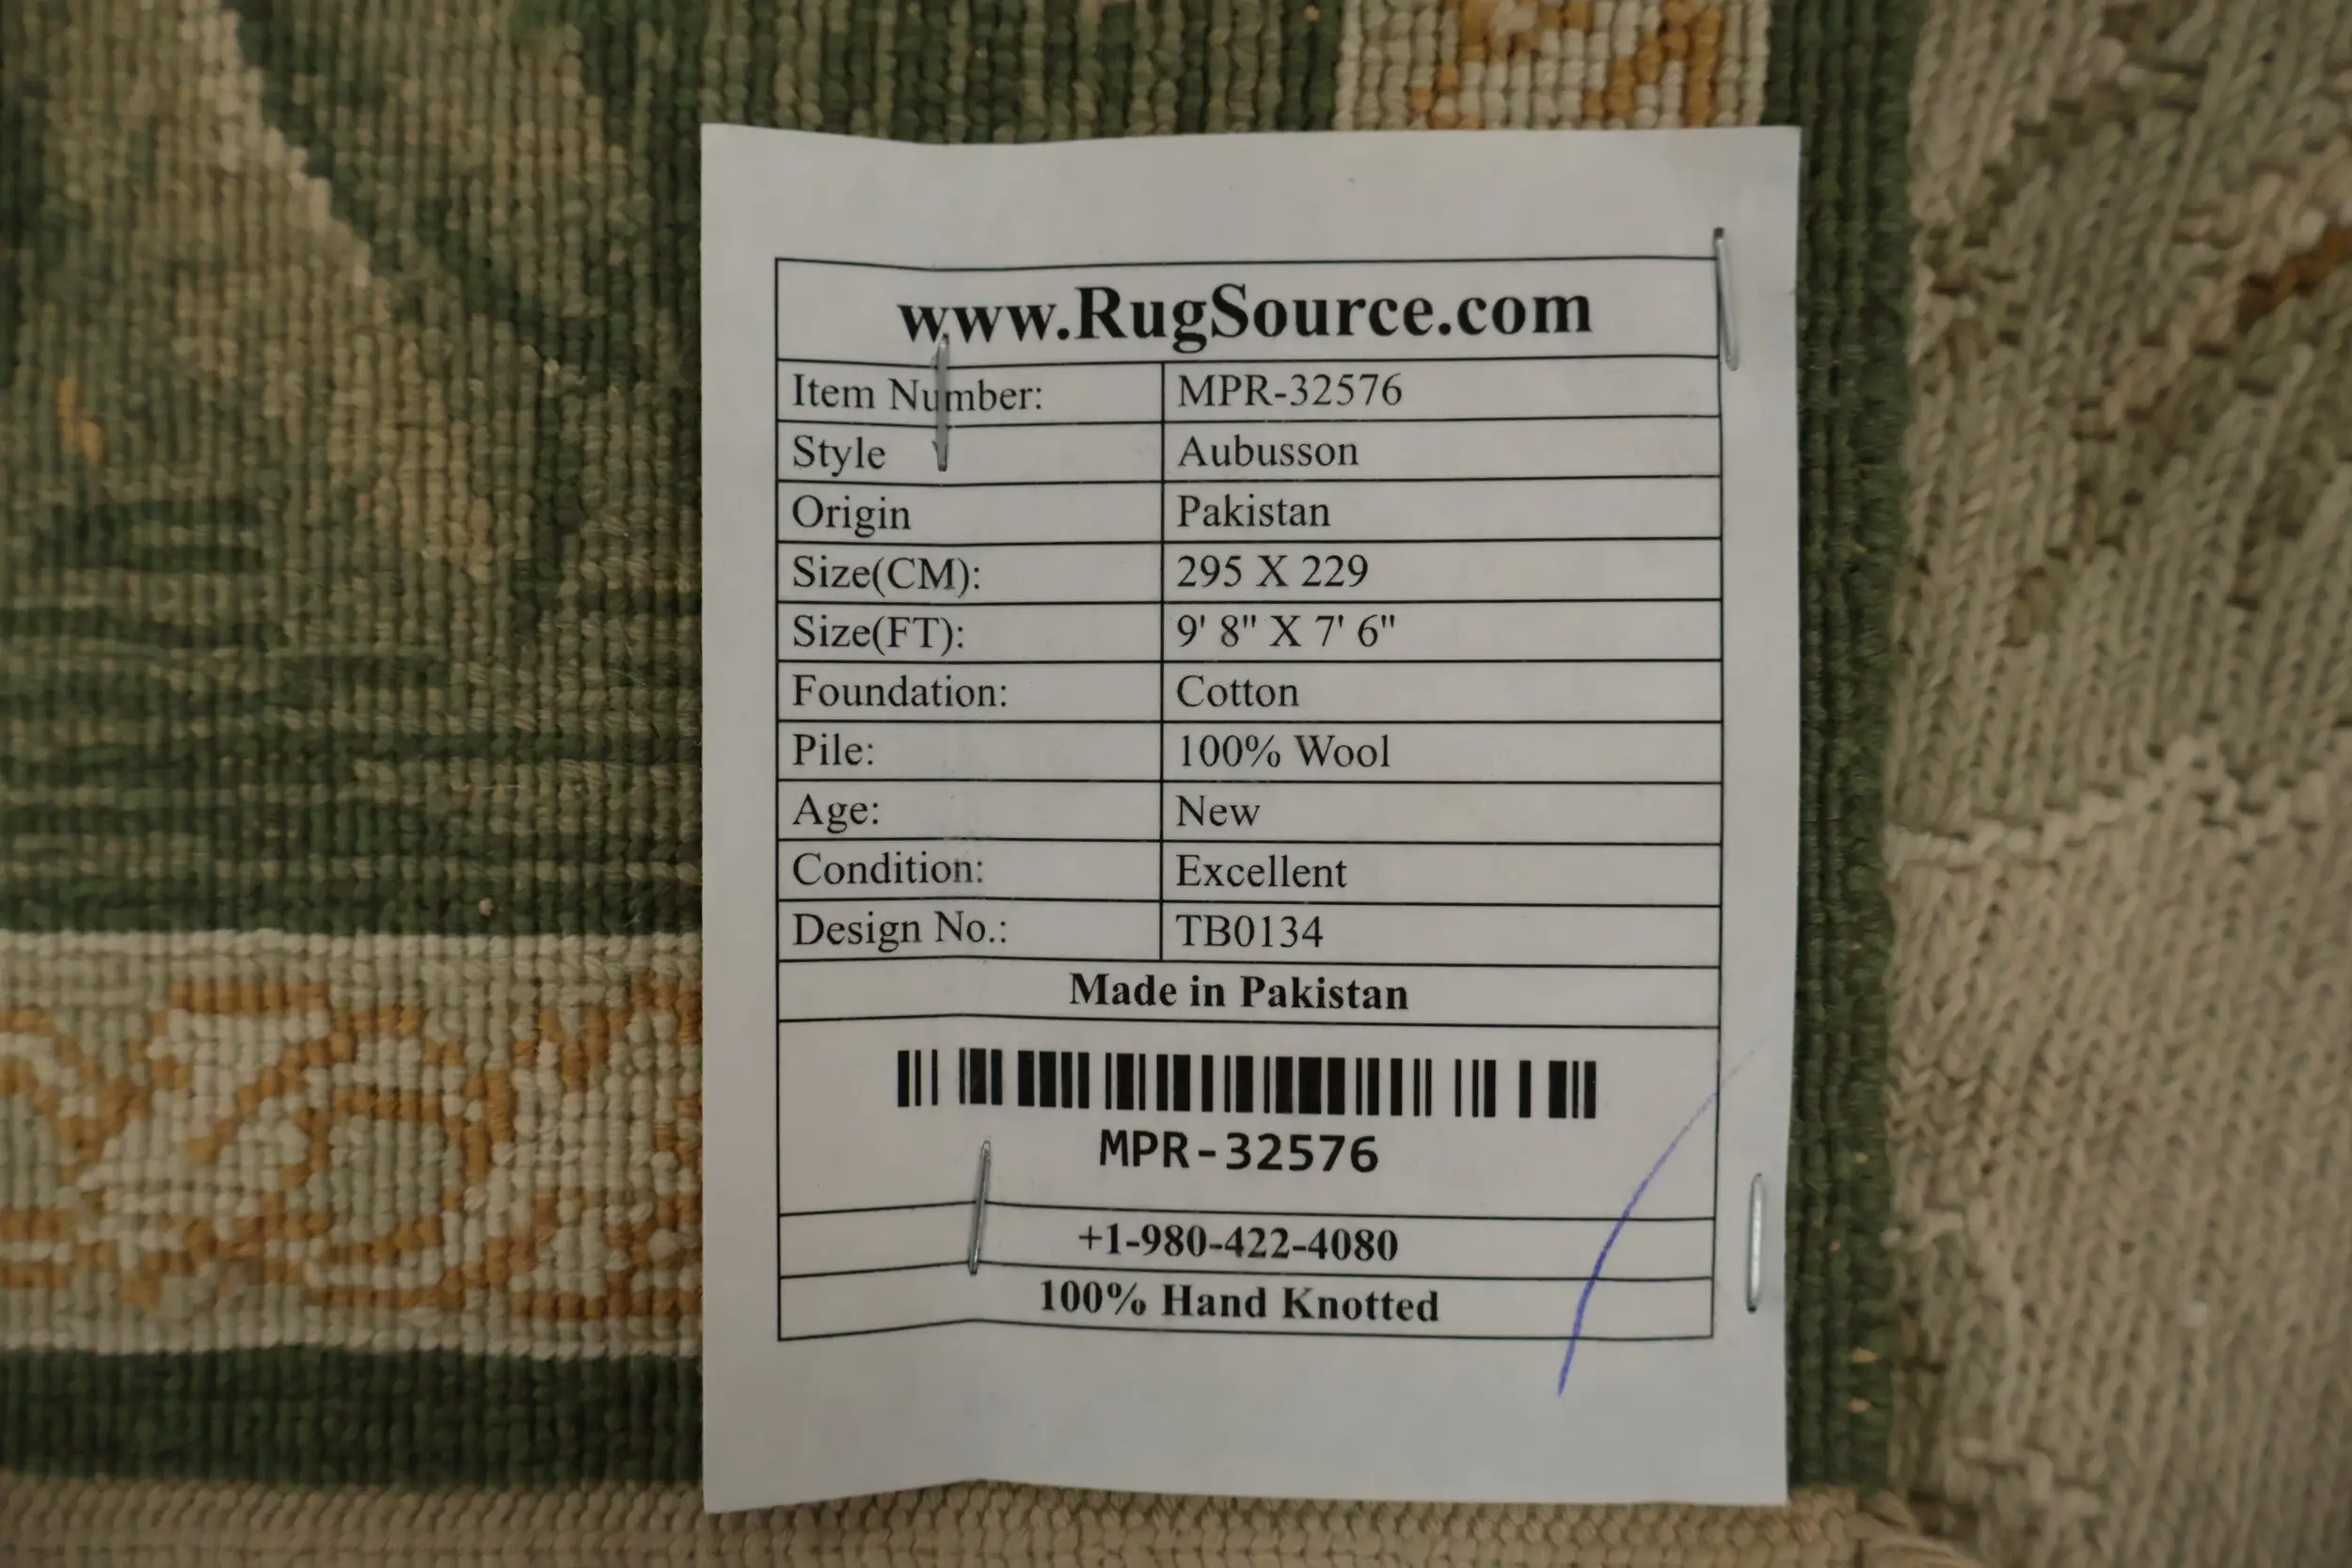 www.RugSource.com
Item Number: MPR-32576
Style Aubusson
Origin Pakistan
Size(CM): 295 X 229
Size(FT): 9' 8" X 7' 6"
Foundation: Cotton
Pile: 100% Wool
Age: New
Condition: Excellent
Design No.: TB0134
Made in Pakistan
MPR-32576
+1-980-422-4080
100% Hand Knotted